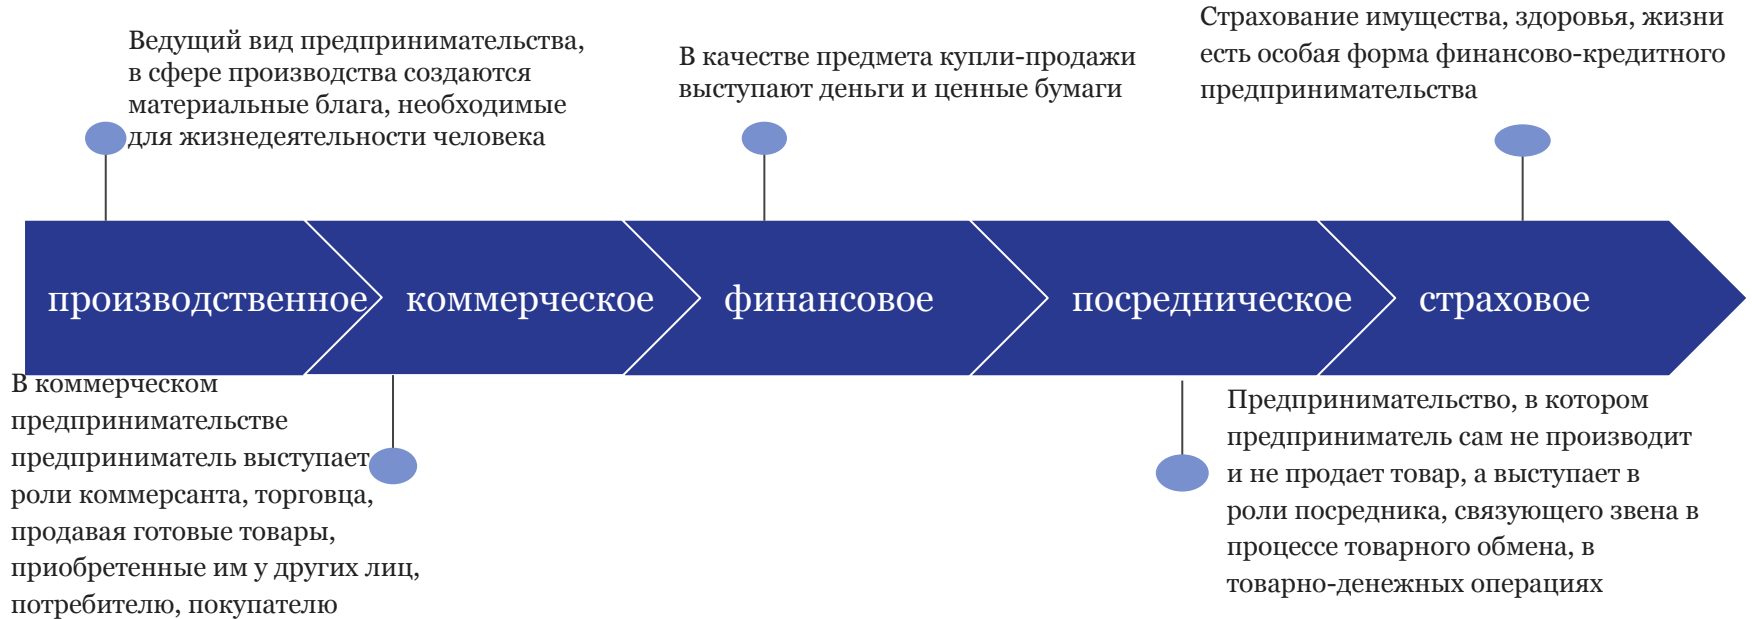 Ведущий вид предпринимательства,
в сфере производства создаются
материальные блага, необходимые
для жизнедеятельности человека
В качестве предмета купли-продажи
выступают деньги и ценные бумаги
Страхование имущества, здоровья, жизни
есть особая форма финансово-кредитного
предпринимательства
производственное
коммерческое
финансовое
посредническое
страховое
В коммерческом
предпринимательстве
предприниматель выступает
роли коммерсанта, торговца,
продавая готовые товары,
приобретенные им у других лиц,
потребителю, покупателю
Предпринимательство, в котором
предприниматель сам не производит
и не продает товар, а выступает в
роли посредника, связующего звена в
процессе товарного обмена, в
товарно-денежных операциях